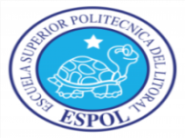 ESCUELA SUPERIOR POLITECNICA DEL LITORAL
ESPOL